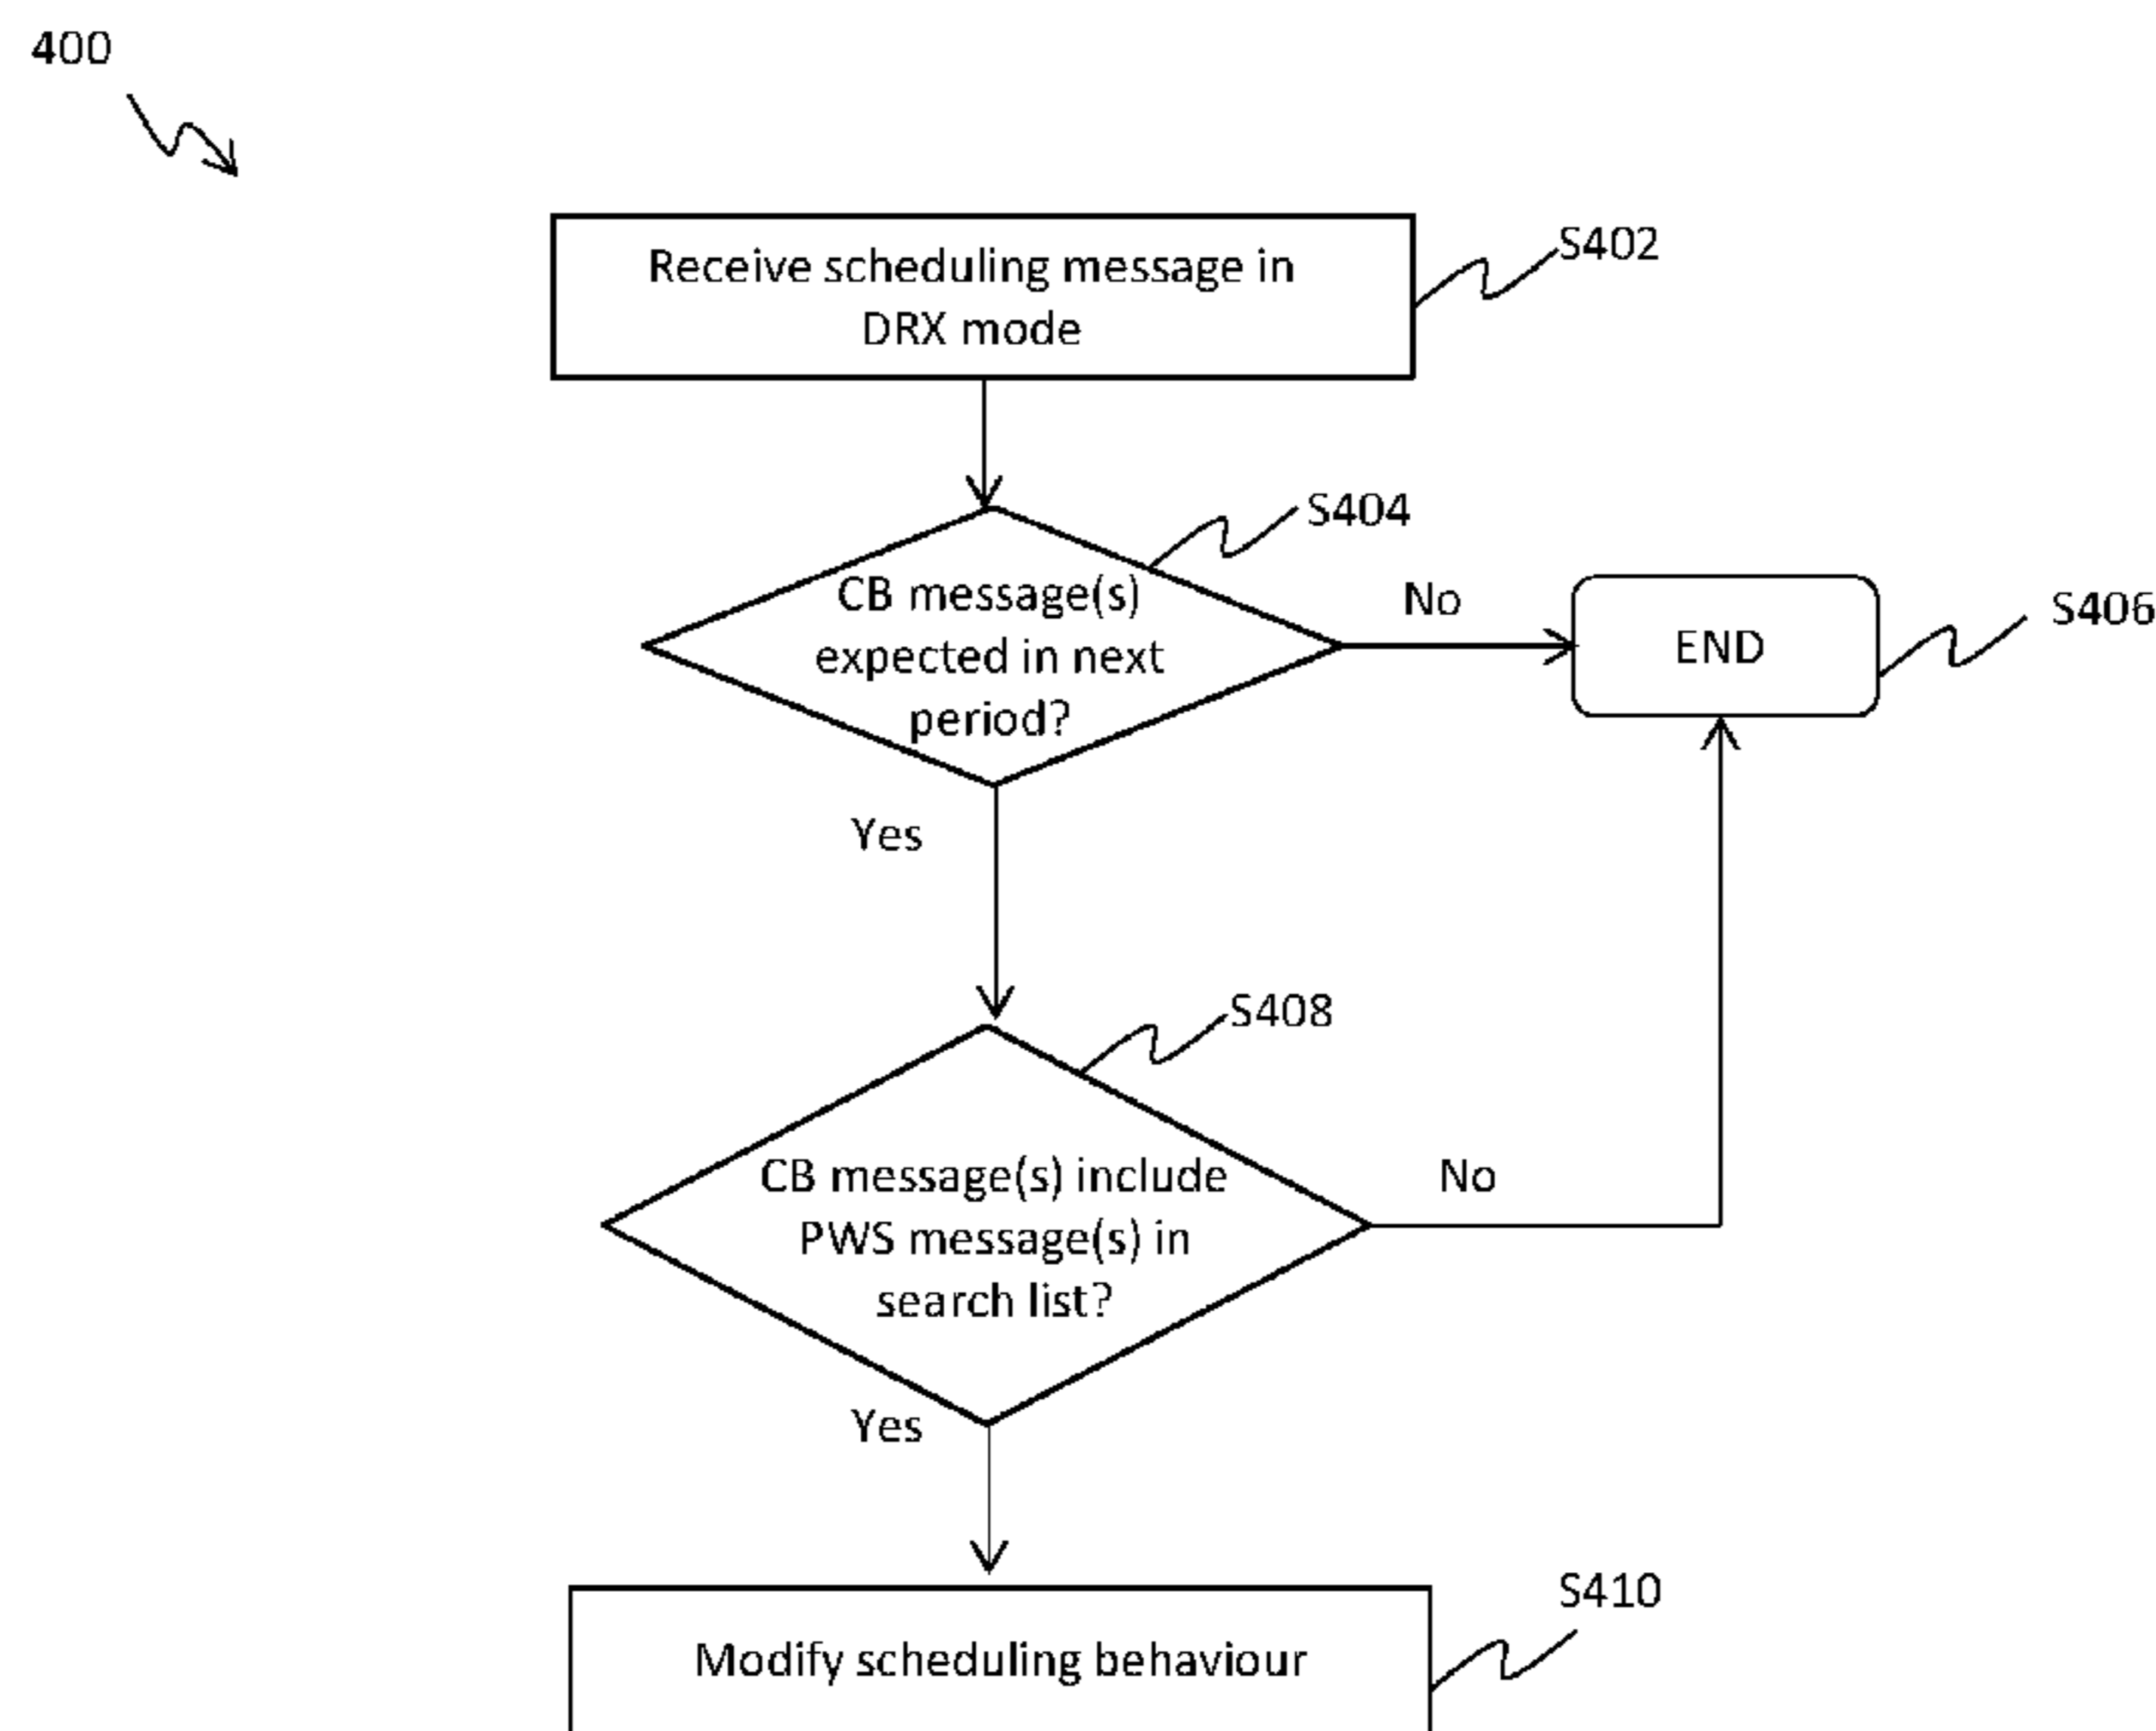 400
Receive scheduling message in
DRX mode
S402
CB message(s)
expected in next
period?
S404
No
END
S406
Yes
CB message(s) include
PWS message(s) in
search list?
S408
No
Yes
Modify scheduling behaviour
S410